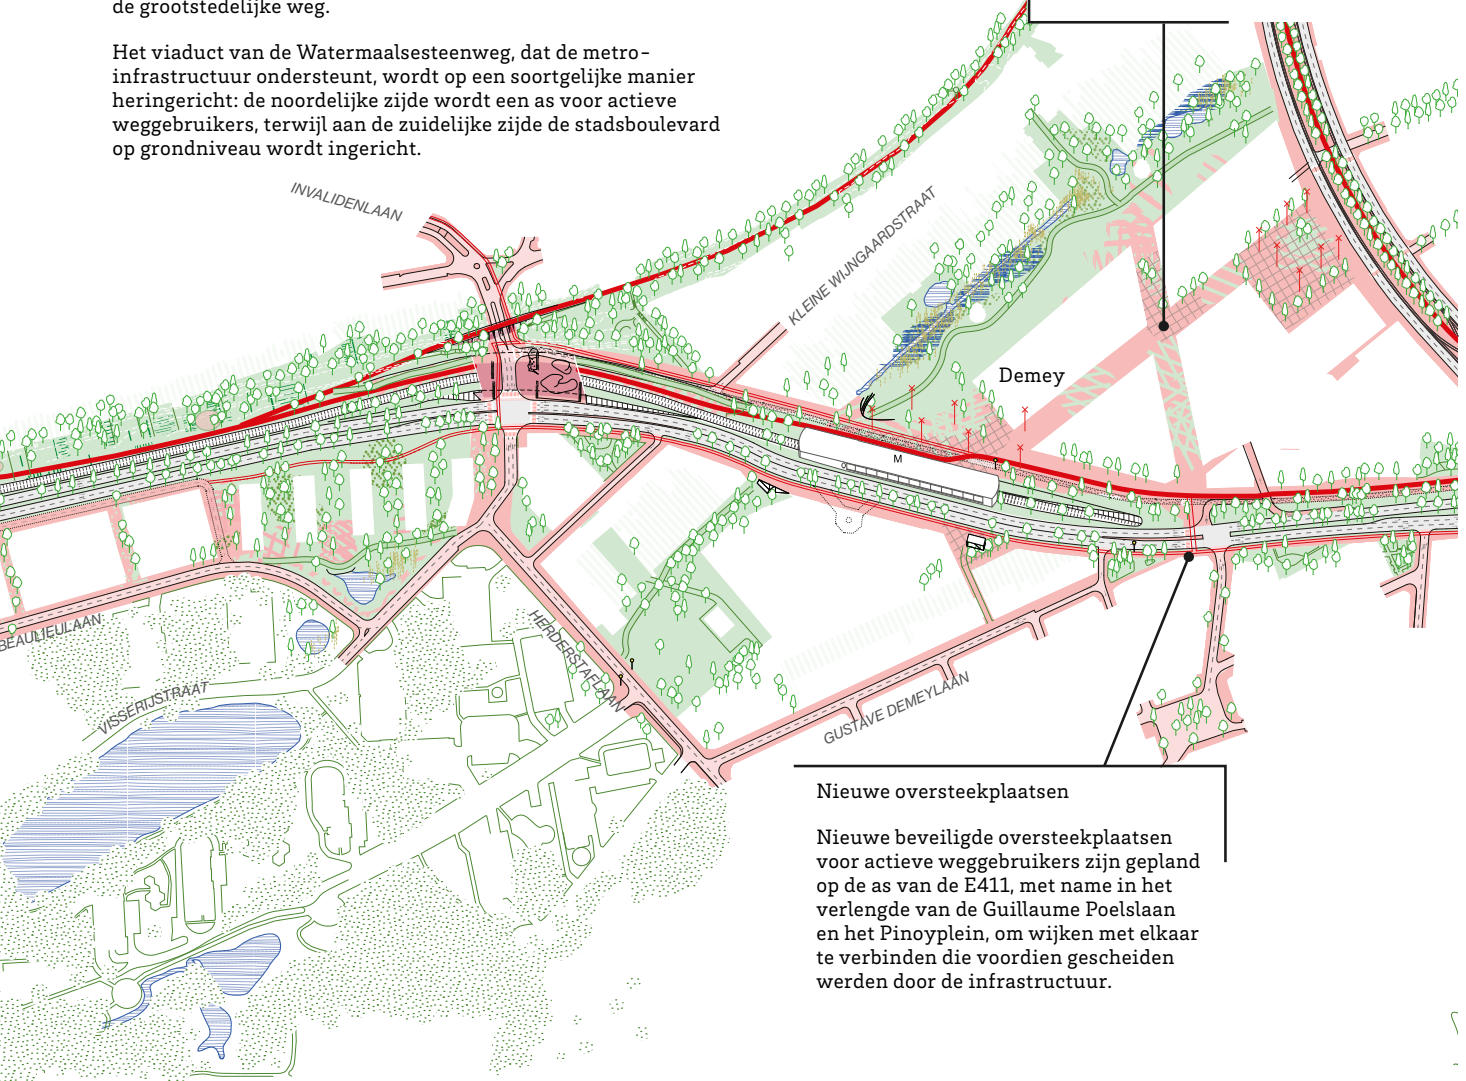 de grootstedelijke weg.
Het viaduct van de Watermaalsesteenweg, dat de metro-
infrastructuur ondersteunt, wordt op een soortgelijke manier
heringericht: de noordelijke zijde wordt een as voor actieve
weggebruikers, terwijl aan de zuidelijke zijde de stadsboulevard
op grondniveau wordt ingericht.
INVALIDENLAAN
KLEINE WIJNGAARDSTRAAT
Demey
M
BEAULIEULAAN
HERDERSTAFLAAN
VISSERIJSTRAAT
GUSTAVE DEMEYLAAN
Nieuwe oversteekplaatsen
Nieuwe beveiligde oversteekplaatsen
voor actieve weggebruikers zijn gepland
op de as van de E411, met name in het
verlengde van de Guillaume Poelslaan
en het Pinoyplein, om wijken met elkaar
te verbinden die voordien gescheiden
werden door de infrastructuur.